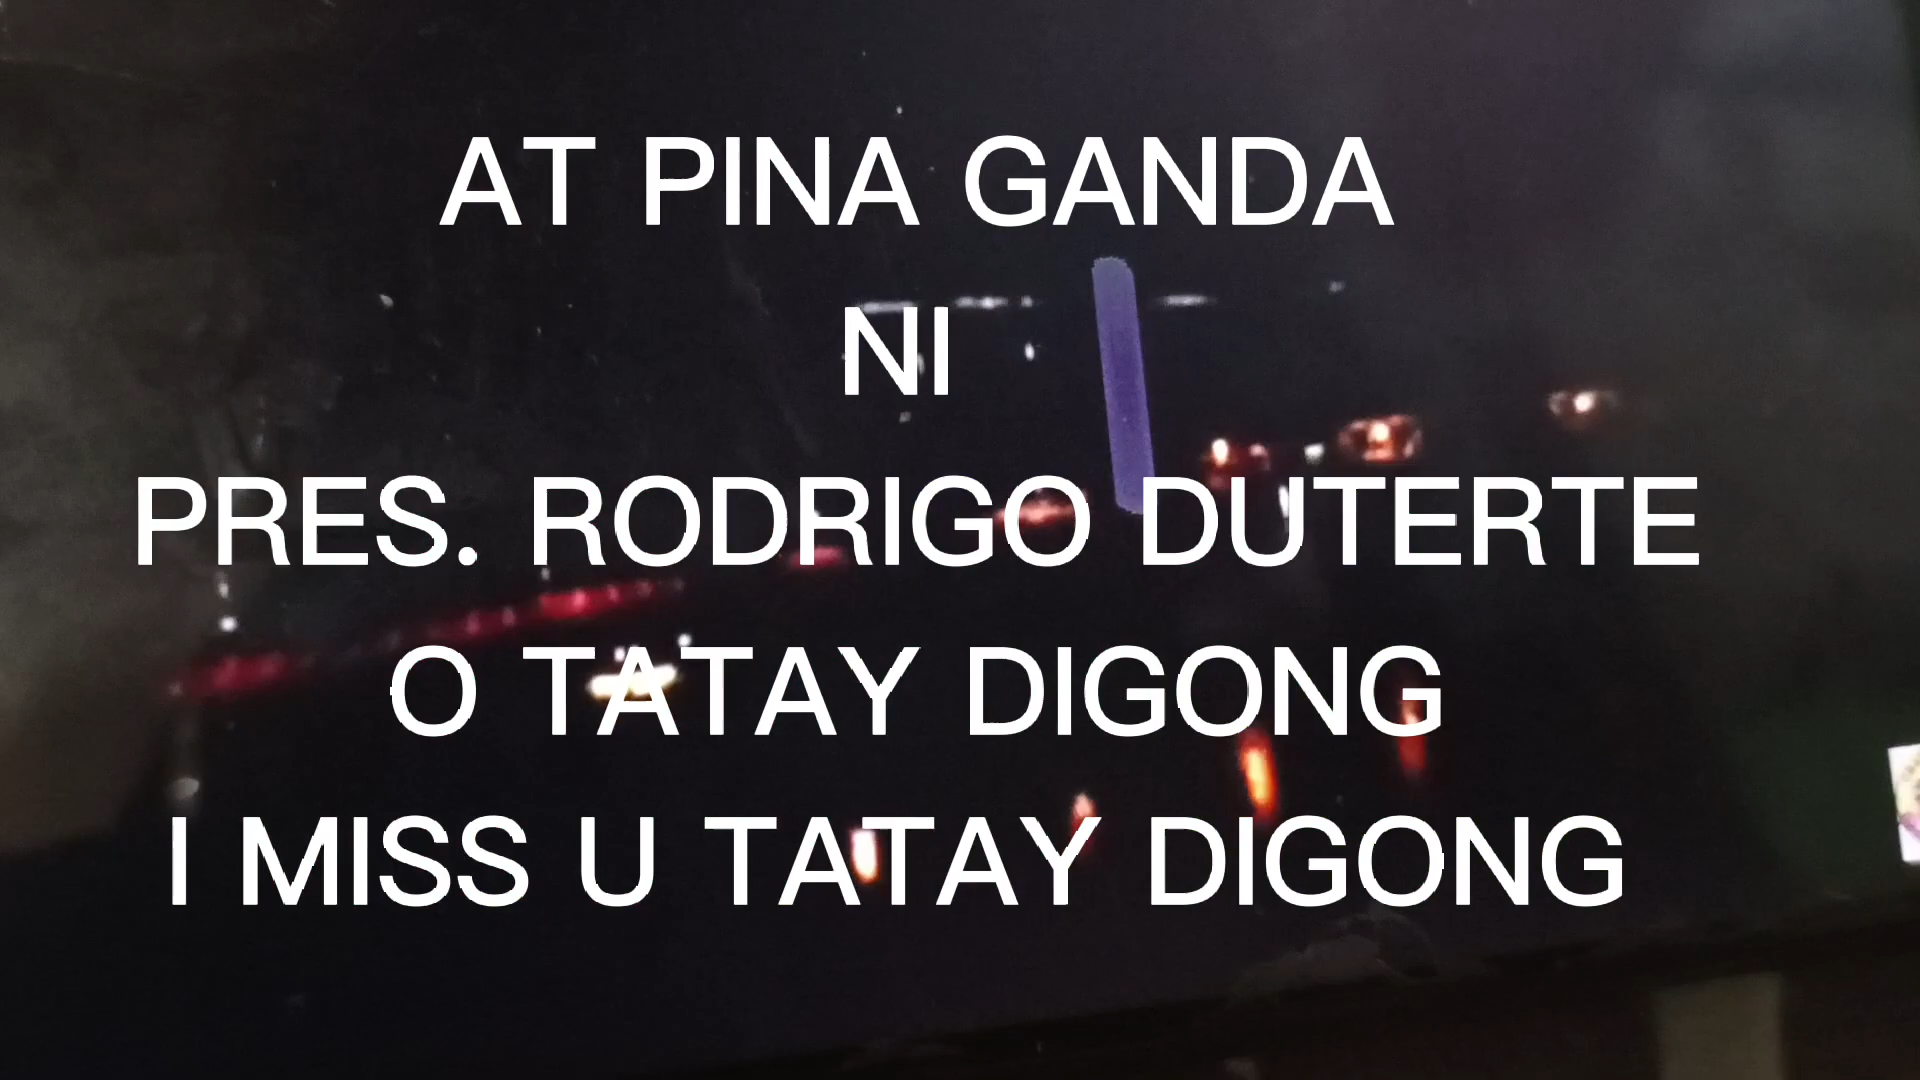 AT PINA GANDA
NI
PRES. RODRIGO DUTERTE
O TATAY DIGONG
I MISS U TATAY DIGONG